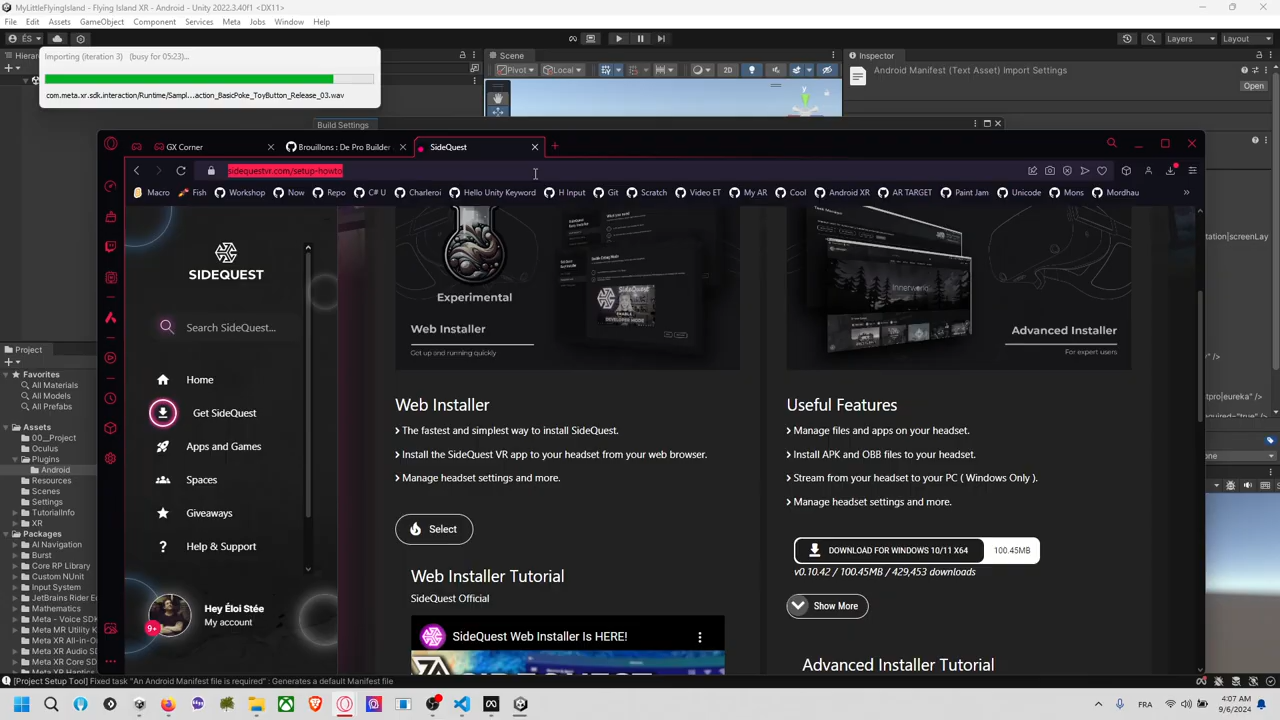 MyLittleFlyingIsland - Flying Island XR - Android - Unity 2022.3.40f1 <DX11>
File Edit Assets GameObject Component Services Meta Jobs Window Help
ÉS Layers Layout
Importing (iteration 3) (busy for 05:23)...
com.meta.xr.sdk.interaction/Runtime/Sampl...action_BasicPoke_ToyButton_Release_03.wav
Scene
Inspector
Pivot Local 2D
Android Manifest (Text Asset) Import Settings
Open
Build Settings
GX Corner
Brouillons : De Pro Builder
SideQuest
sidequestvr.com/setup-howto
Macro Fish Workshop Now Repo C# U Charleroi Hello Unity Keyword H Input Git Scratch Video ET My AR Cool Android XR AR TARGET Paint Jam Unicode Mons Mordhau
SIDEQUEST
Search SideQuest...
Home
Get SideQuest
Apps and Games
Spaces
Giveaways
Help & Support
Hey Éloi Stée
My account
9+
Experimental
Web Installer
Get up and running quickly
Innerworld
Advanced Installer
For expert users
Web Installer
The fastest and simplest way to install SideQuest.
Install the SideQuest VR app to your headset from your web browser.
Manage headset settings and more.
Select
Web Installer Tutorial
SideQuest Official
SideQuest Web Installer Is HERE!
Useful Features
Manage files and apps on your headset.
Install APK and OBB files to your headset.
Stream from your headset to your PC ( Windows Only ).
Manage headset settings and more.
DOWNLOAD FOR WINDOWS 10/11 X64 100.45MB
v0.10.42 / 100.45MB / 429,453 downloads
Show More
Advanced Installer Tutorial
Project
Favorites
All Materials
All Models
All Prefabs
Assets
00__Project
Oculus
Plugins
Android
Resources
Scenes
Settings
TutorialInfo
XR
Packages
AI Navigation
Burst
Core RP Library
Custom NUnit
Input System
JetBrains Rider E
Mathematics
Meta - Voice SDK
Meta MR Utility K
Meta XR All-in-O
Meta XR Audio SD
Meta XR Core SD
Meta XR Haptics
[Project Setup Tool] Fixed task "An Android Manifest file is required" : Generates a default Manifest file
FRA
4:07 AM
9/6/2024